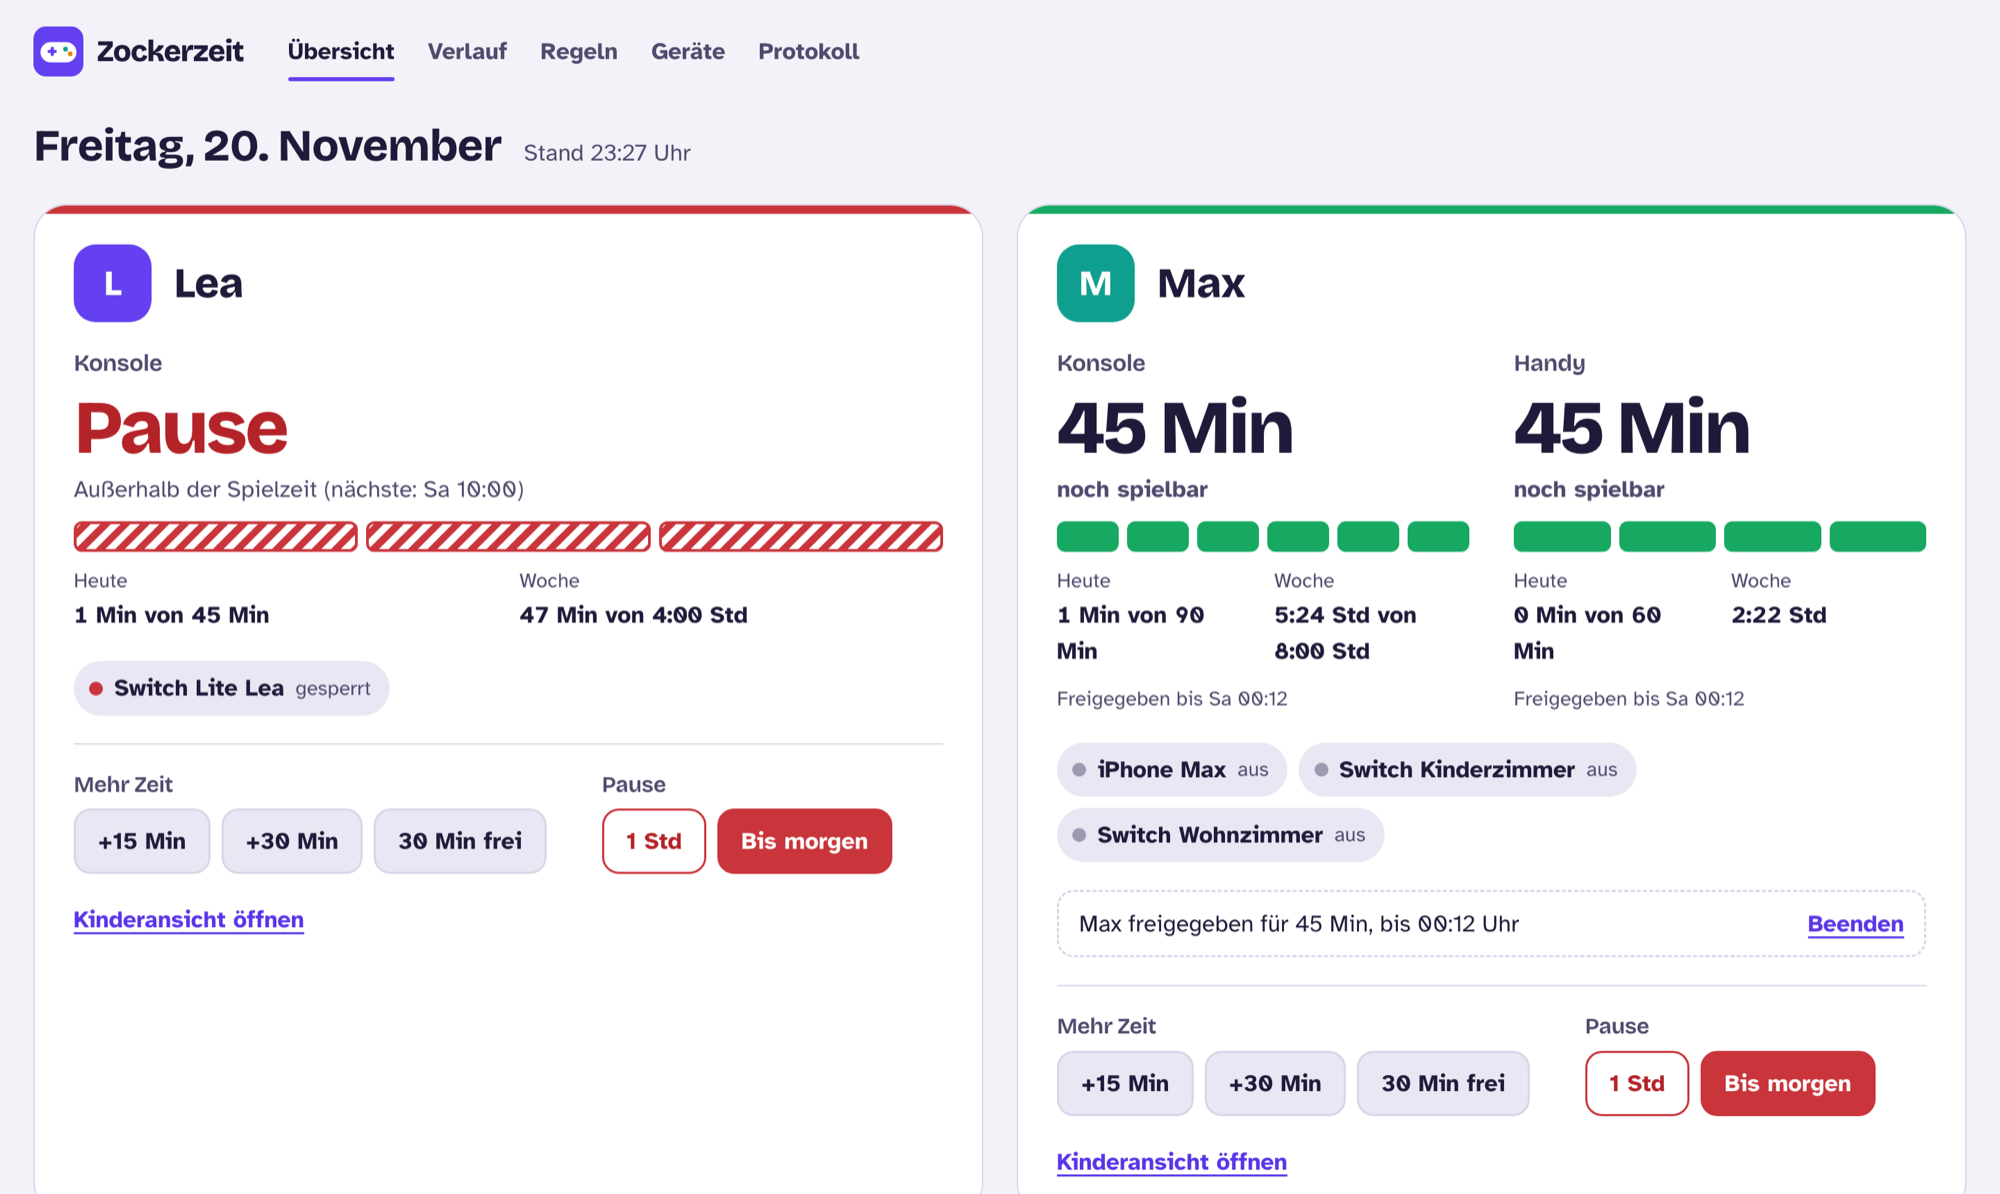 Zockerzeit Übersicht Verlauf Regeln Geräte Protokoll
Freitag, 20. November Stand 23:27 Uhr
L Lea
Konsole
Pause
Außerhalb der Spielzeit (nächste: Sa 10:00)
Heute Woche
1 Min von 45 Min 47 Min von 4:00 Std
Switch Lite Lea gesperrt
Mehr Zeit Pause
+15 Min +30 Min 30 Min frei 1 Std Bis morgen
Kinderansicht öffnen
M Max
Konsole
45 Min
noch spielbar
Heute
1 Min von 90
Min
Woche
5:24 Std von
8:00 Std
Freigegeben bis Sa 00:12
Handy
45 Min
noch spielbar
Heute
0 Min von 60
Min
Woche
2:22 Std
Freigegeben bis Sa 00:12
iPhone Max aus Switch Kinderzimmer aus
Switch Wohnzimmer aus
Max freigegeben für 45 Min, bis 00:12 Uhr Beenden
Mehr Zeit Pause
+15 Min +30 Min 30 Min frei 1 Std Bis morgen
Kinderansicht öffnen